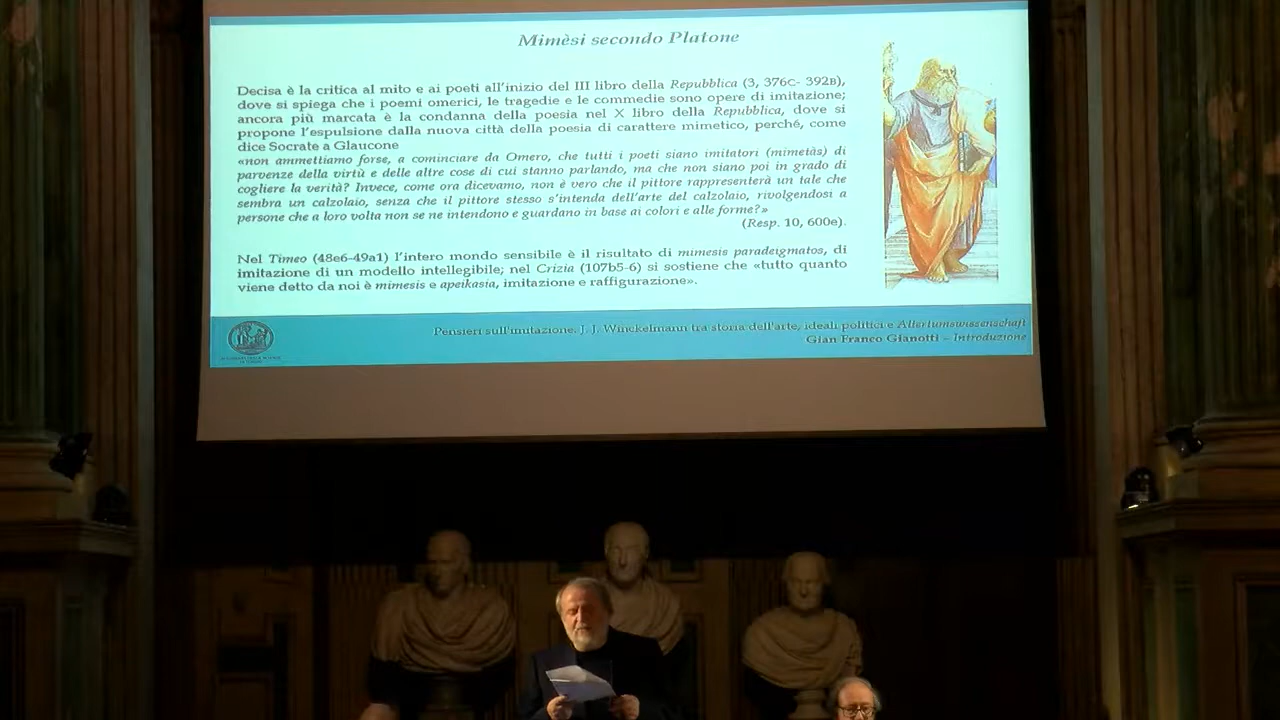 Mimèsi secondo Platone
Decisa è la critica al mito e ai poeti all'inizio del III libro della Repubblica (3, 376c- 392b),
dove si spiega che i poemi omerici, le tragedie e le commedie sono opere di imitazione;
ancora più marcata è la condanna della poesia nel X libro della Repubblica, dove si
propone l'espulsione dalla nuova città della poesia di carattere mimetico, perché, come
dice Socrate a Glaucone
«non ammettiamo forse, a cominciare da Omero, che tutti i poeti siano imitatori (mimetàs) di
parvenze della virtù e delle altre cose di cui stanno parlando, ma che non siano poi in grado di
cogliere la verità? Invece, come ora dicevamo, non è vero che il pittore rappresenterà un tale che
sembra un calzolaio, senza che il pittore stesso s'intenda dell'arte del calzolaio, rivolgendosi a
persone che a loro volta non se ne intendono e guardano in base ai colori e alle forme?»
(Resp. 10, 600e).
Nel Timeo (48e6-49a1) l'intero mondo sensibile è il risultato di mimesis paradeigmatos, di
imitazione di un modello intellegibile; nel Crizia (107b5-6) si sostiene che «tutto quanto
viene detto da noi è mimesis e apeikasia, imitazione e raffigurazione».
Pensieri sull'imitazione. J. J. Winckelmann tra storia dell'arte, ideali politici e Altertumswissenschaft
Gian Franco Gianotti – Introduzione